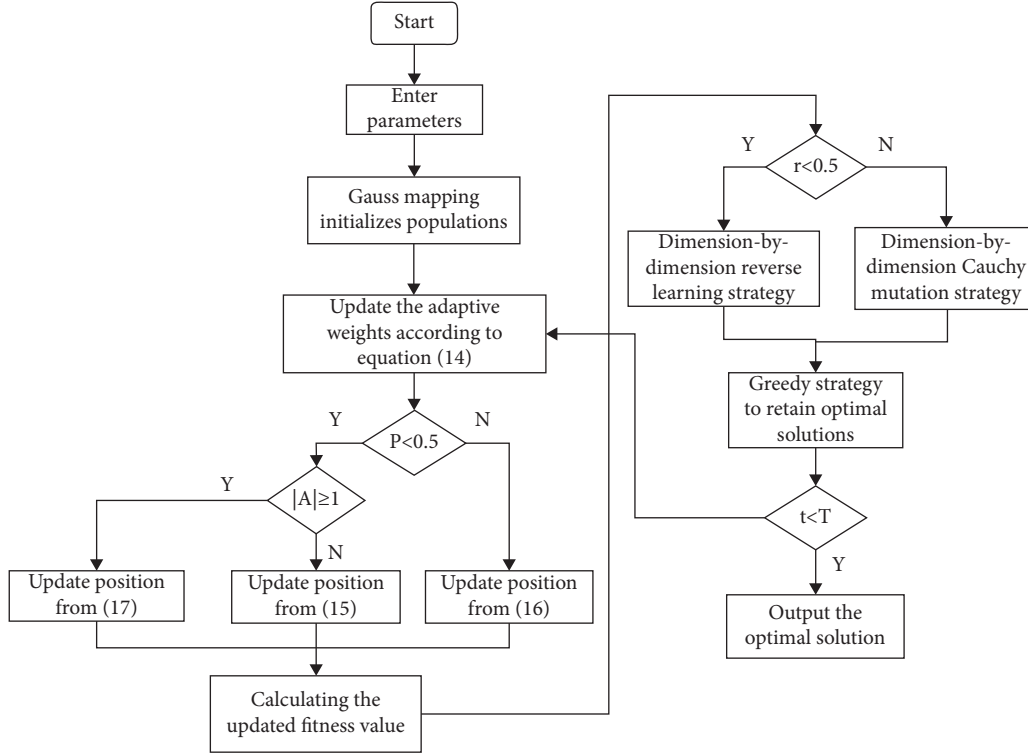 Start
Enter
parameters
Gauss mapping
initializes populations
Update the adaptive
weights according to
equation (14)
Y
P<0.5
N
Y
|A|≥1
N
Update position
from (17)
Update position
from (15)
Update position
from (16)
Calculating the
updated fitness value
Y
r<0.5
N
Dimension-by-
dimension reverse
learning strategy
Dimension-by-
dimension Cauchy
mutation strategy
Greedy strategy
to retain optimal
solutions
t<T
Y
Output the
optimal solution